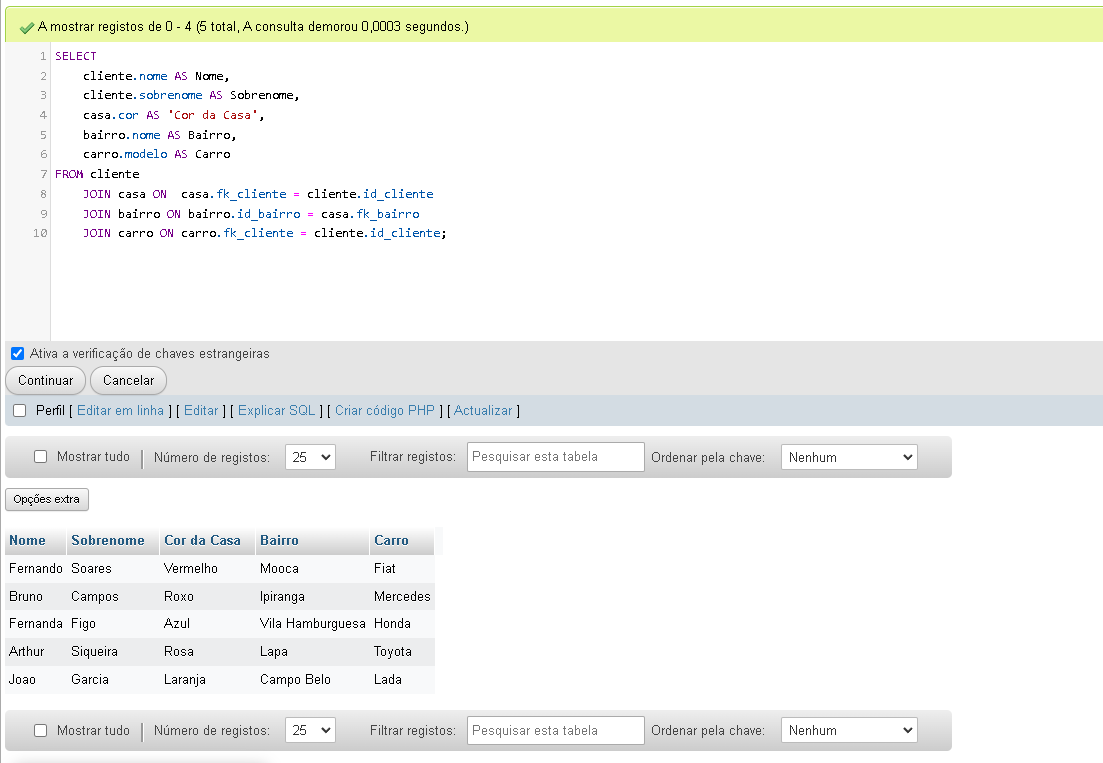 A mostrar registos de 0 - 4 (5 total, A consulta demorou 0,0003 segundos.)
1 SELECT
2 cliente.nome AS Nome,
3 cliente.sobrenome AS Sobrenome,
4 casa.cor AS 'Cor da Casa',
5 bairro.nome AS Bairro,
6 carro.modelo AS Carro
7 FROM cliente
8 JOIN casa ON  casa.fk_cliente = cliente.id_cliente
9 JOIN bairro ON bairro.id_bairro = casa.fk_bairro
10 JOIN carro ON carro.fk_cliente = cliente.id_cliente;
Ativa a verificação de chaves estrangeiras
Continuar Cancelar
Perfil [ Editar em linha ] [ Editar ] [ Explicar SQL ] [ Criar código PHP ] [ Actualizar ]
Mostrar tudo | Número de registos: 25 Filtrar registos: Pesquisar esta tabela Ordenar pela chave: Nenhum
Opções extra
Nome Sobrenome Cor da Casa Bairro Carro
Fernando Soares Vermelho Mooca Fiat
Bruno Campos Roxo Ipiranga Mercedes
Fernanda Figo Azul Vila Hamburguesa Honda
Arthur Siqueira Rosa Lapa Toyota
Joao Garcia Laranja Campo Belo Lada
Mostrar tudo | Número de registos: 25 Filtrar registos: Pesquisar esta tabela Ordenar pela chave: Nenhum